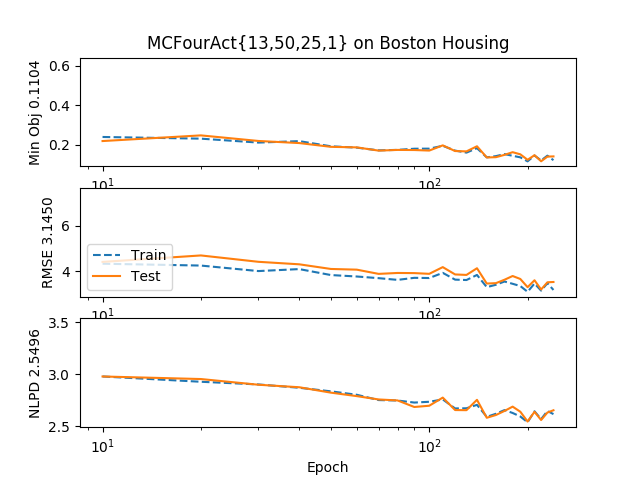 MCFourAct{13,50,25,1} on Boston Housing
Min Obj 0.1104
0.6
0.4
0.2
10¹
10²
RMSE 3.1450
6
4
Train
Test
10¹
10²
NLPD 2.5496
3.5
3.0
2.5
10¹
10²
Epoch